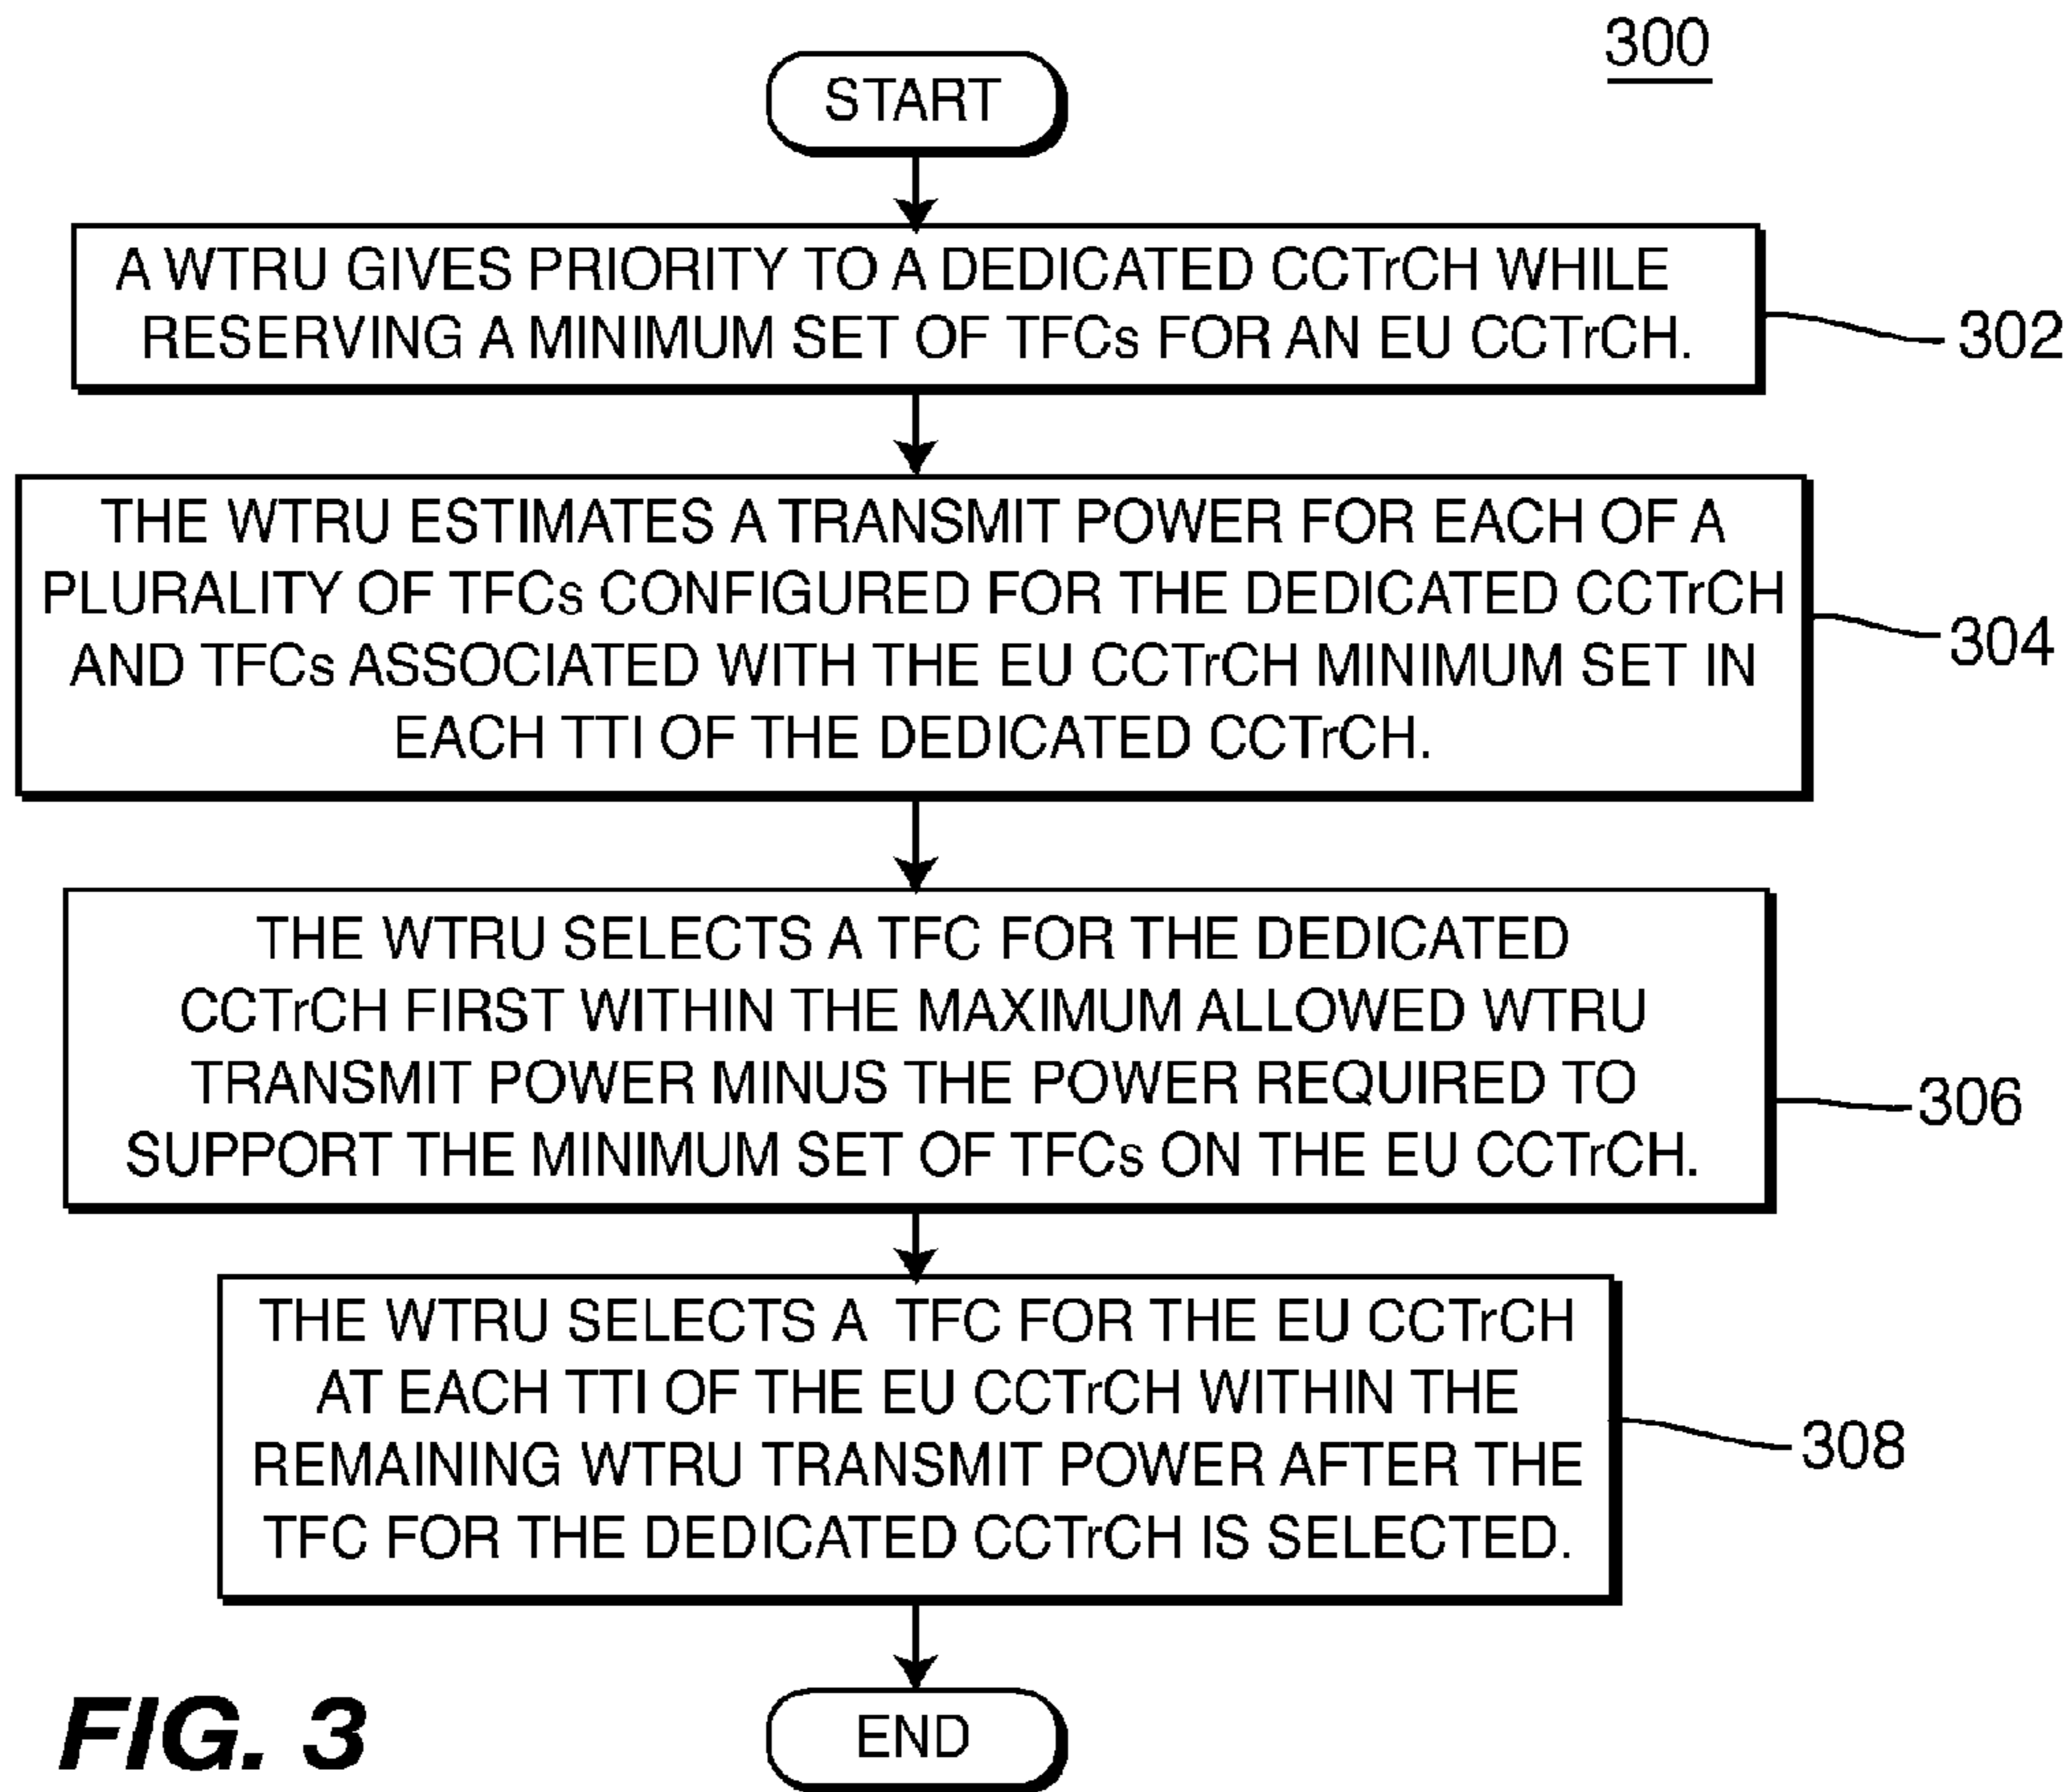 300
START
A WTRU GIVES PRIORITY TO A DEDICATED CCTrCH WHILE
RESERVING A MINIMUM SET OF TFCs FOR AN EU CCTrCH.
302
THE WTRU ESTIMATES A TRANSMIT POWER FOR EACH OF A
PLURALITY OF TFCs CONFIGURED FOR THE DEDICATED CCTrCH
AND TFCs ASSOCIATED WITH THE EU CCTrCH MINIMUM SET IN
EACH TTI OF THE DEDICATED CCTrCH.
304
THE WTRU SELECTS A TFC FOR THE DEDICATED
CCTrCH FIRST WITHIN THE MAXIMUM ALLOWED WTRU
TRANSMIT POWER MINUS THE POWER REQUIRED TO
SUPPORT THE MINIMUM SET OF TFCs ON THE EU CCTrCH.
306
THE WTRU SELECTS A TFC FOR THE EU CCTrCH
AT EACH TTI OF THE EU CCTrCH WITHIN THE
REMAINING WTRU TRANSMIT POWER AFTER THE
TFC FOR THE DEDICATED CCTrCH IS SELECTED.
308
END
FIG. 3